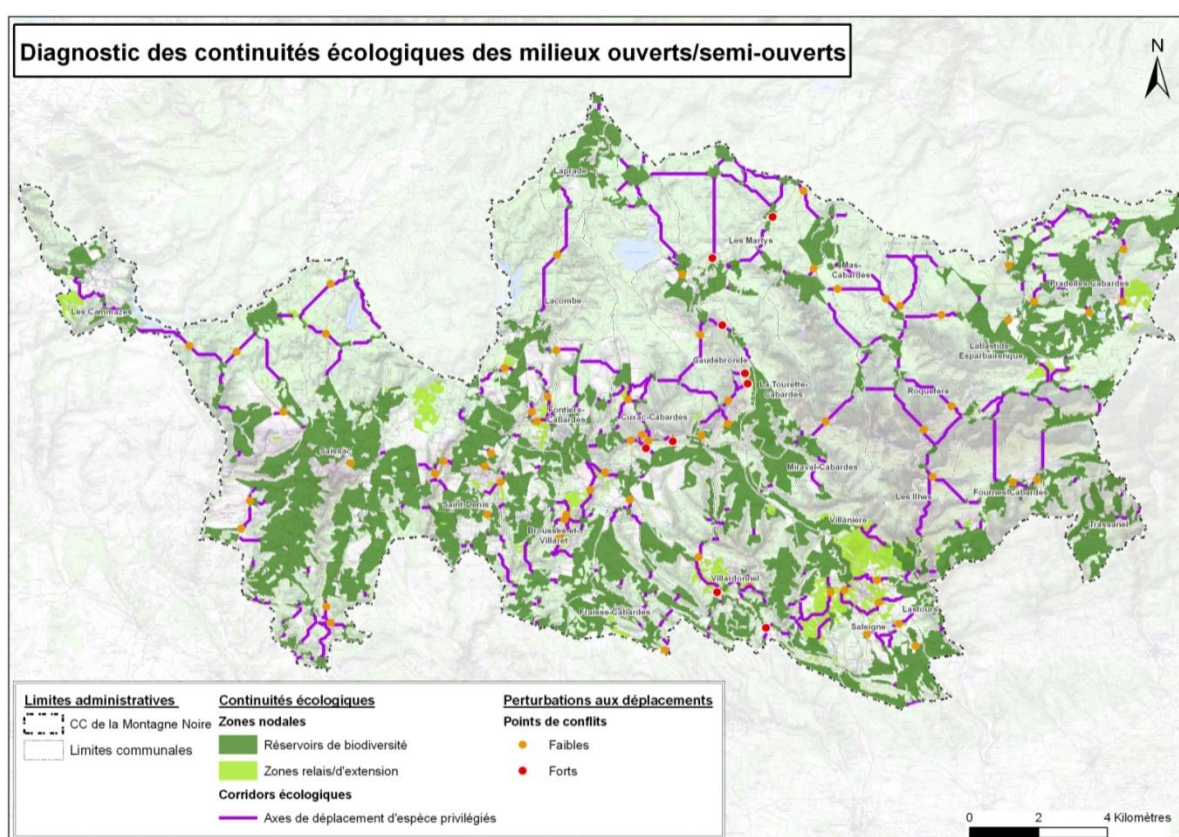 Diagnostic des continuités écologiques des milieux ouverts/semi-ouverts
N
Laprade
Les Martys
Mas-Cabardès
Pradelles-Cabardès
Les Cammazes
Lacombe
Labastide-Esparbairenque
Caudebronde
La Tourette-Cabardès
Roquefère
Fontiers-Cabardès
Cuxac-Cabardès
Saissac
Miraval-Cabardes
Saint-Denis
Les Ilhes
Fournes-Cabardès
Villanière
Trassanel
Brousses-et-Villaret
Villardonnel
Fraisse-Cabardès
Lastours
Salsigne
Limites administratives
CC de la Montagne Noire
Limites communales
Continuités écologiques
Zones nodales
Réservoirs de biodiversité
Zones relais/d'extension
Corridors écologiques
Axes de déplacement d'espèce privilégiés
Perturbations aux déplacements
Points de conflits
Faibles
Forts
0 2 4 Kilomètres